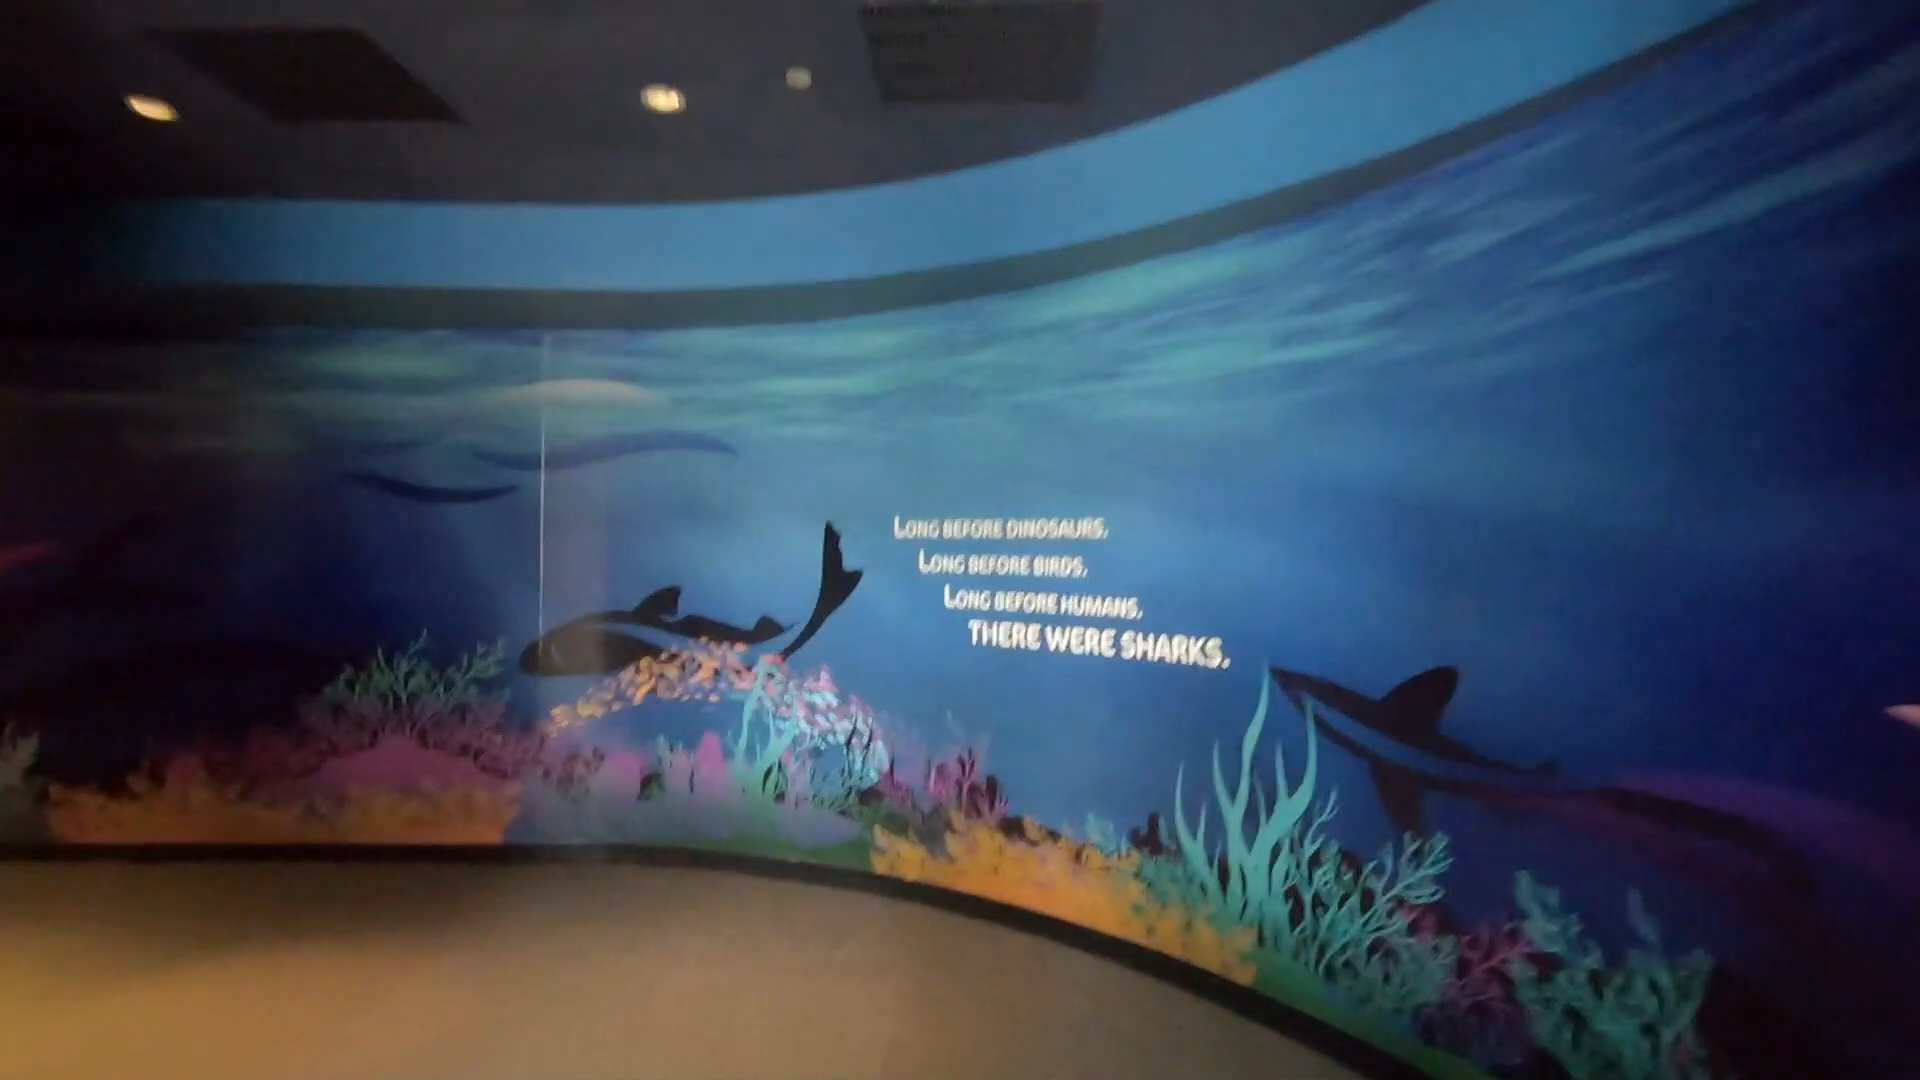 LONG BEFORE DINOSAURS,
LONG BEFORE BIRDS,
LONG BEFORE HUMANS,
THERE WERE SHARKS.